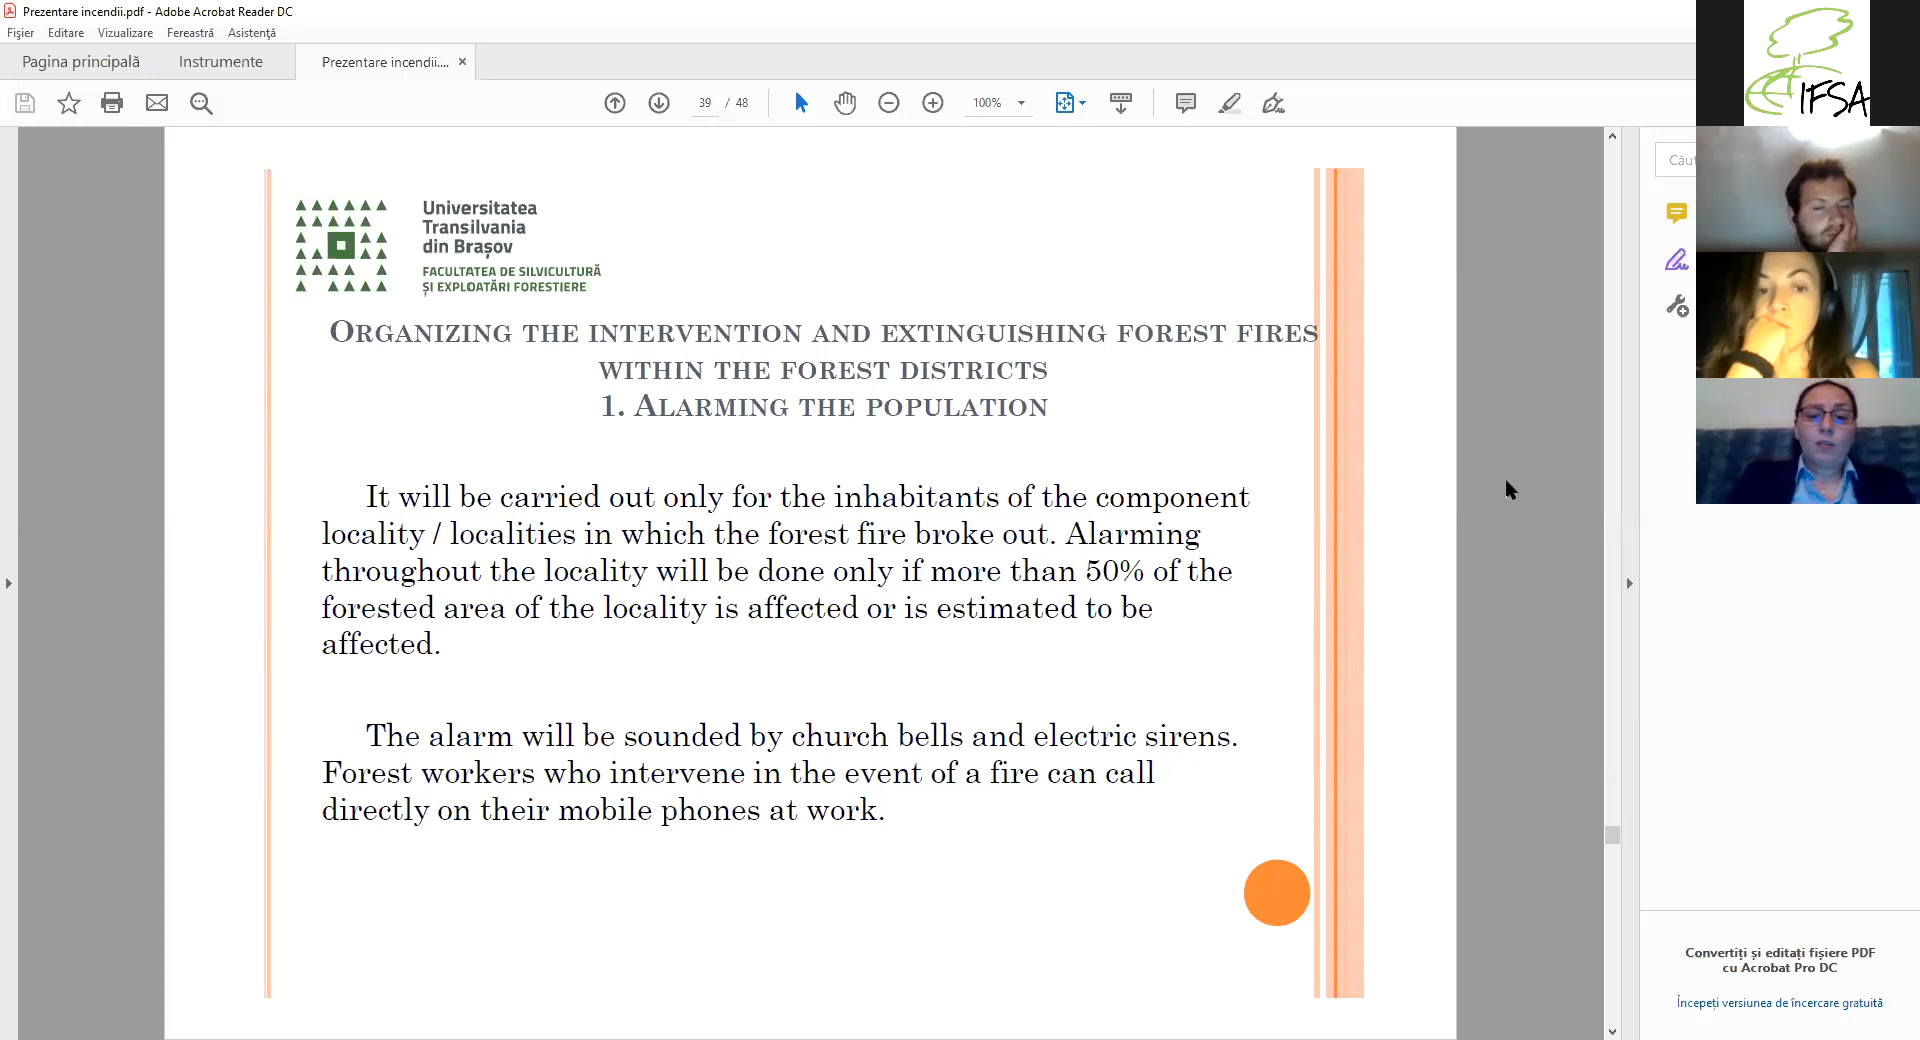 Prezentare incendii.pdf - Adobe Acrobat Reader DC
Fișier Editare Vizualizare Fereastră Asistență
Pagina principală Instrumente Prezentare incendii....
39 / 48 100%
IFSA
Universitatea
Transilvania
din Brașov
FACULTATEA DE SILVICULTURĂ
ȘI EXPLOATĂRI FORESTIERE
ORGANIZING THE INTERVENTION AND EXTINGUISHING FOREST FIRES
WITHIN THE FOREST DISTRICTS
1. ALARMING THE POPULATION
It will be carried out only for the inhabitants of the component
locality / localities in which the forest fire broke out. Alarming
throughout the locality will be done only if more than 50% of the
forested area of the locality is affected or is estimated to be
affected.
The alarm will be sounded by church bells and electric sirens.
Forest workers who intervene in the event of a fire can call
directly on their mobile phones at work.
Convertiți și editați fișiere PDF
cu Acrobat Pro DC
Începeți versiunea de încercare gratuită